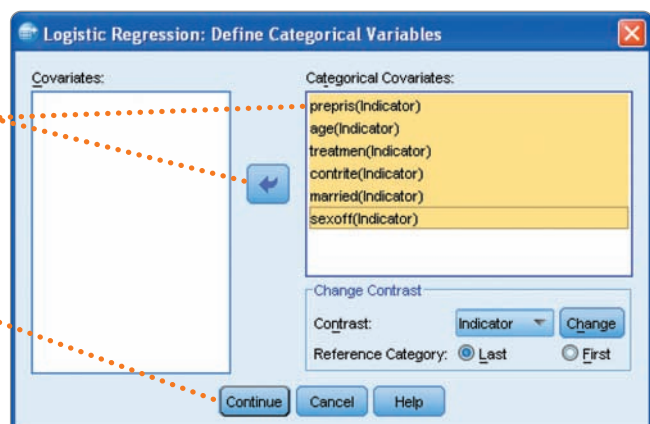 Logistic Regression: Define Categorical Variables
Covariates:
Categorical Covariates:
prepris(Indicator)
age(Indicator)
treatmen(Indicator)
contrite(Indicator)
married(Indicator)
sexoff(Indicator)
Change Contrast
Contrast: Indicator Change
Reference Category: Last First
Continue Cancel Help